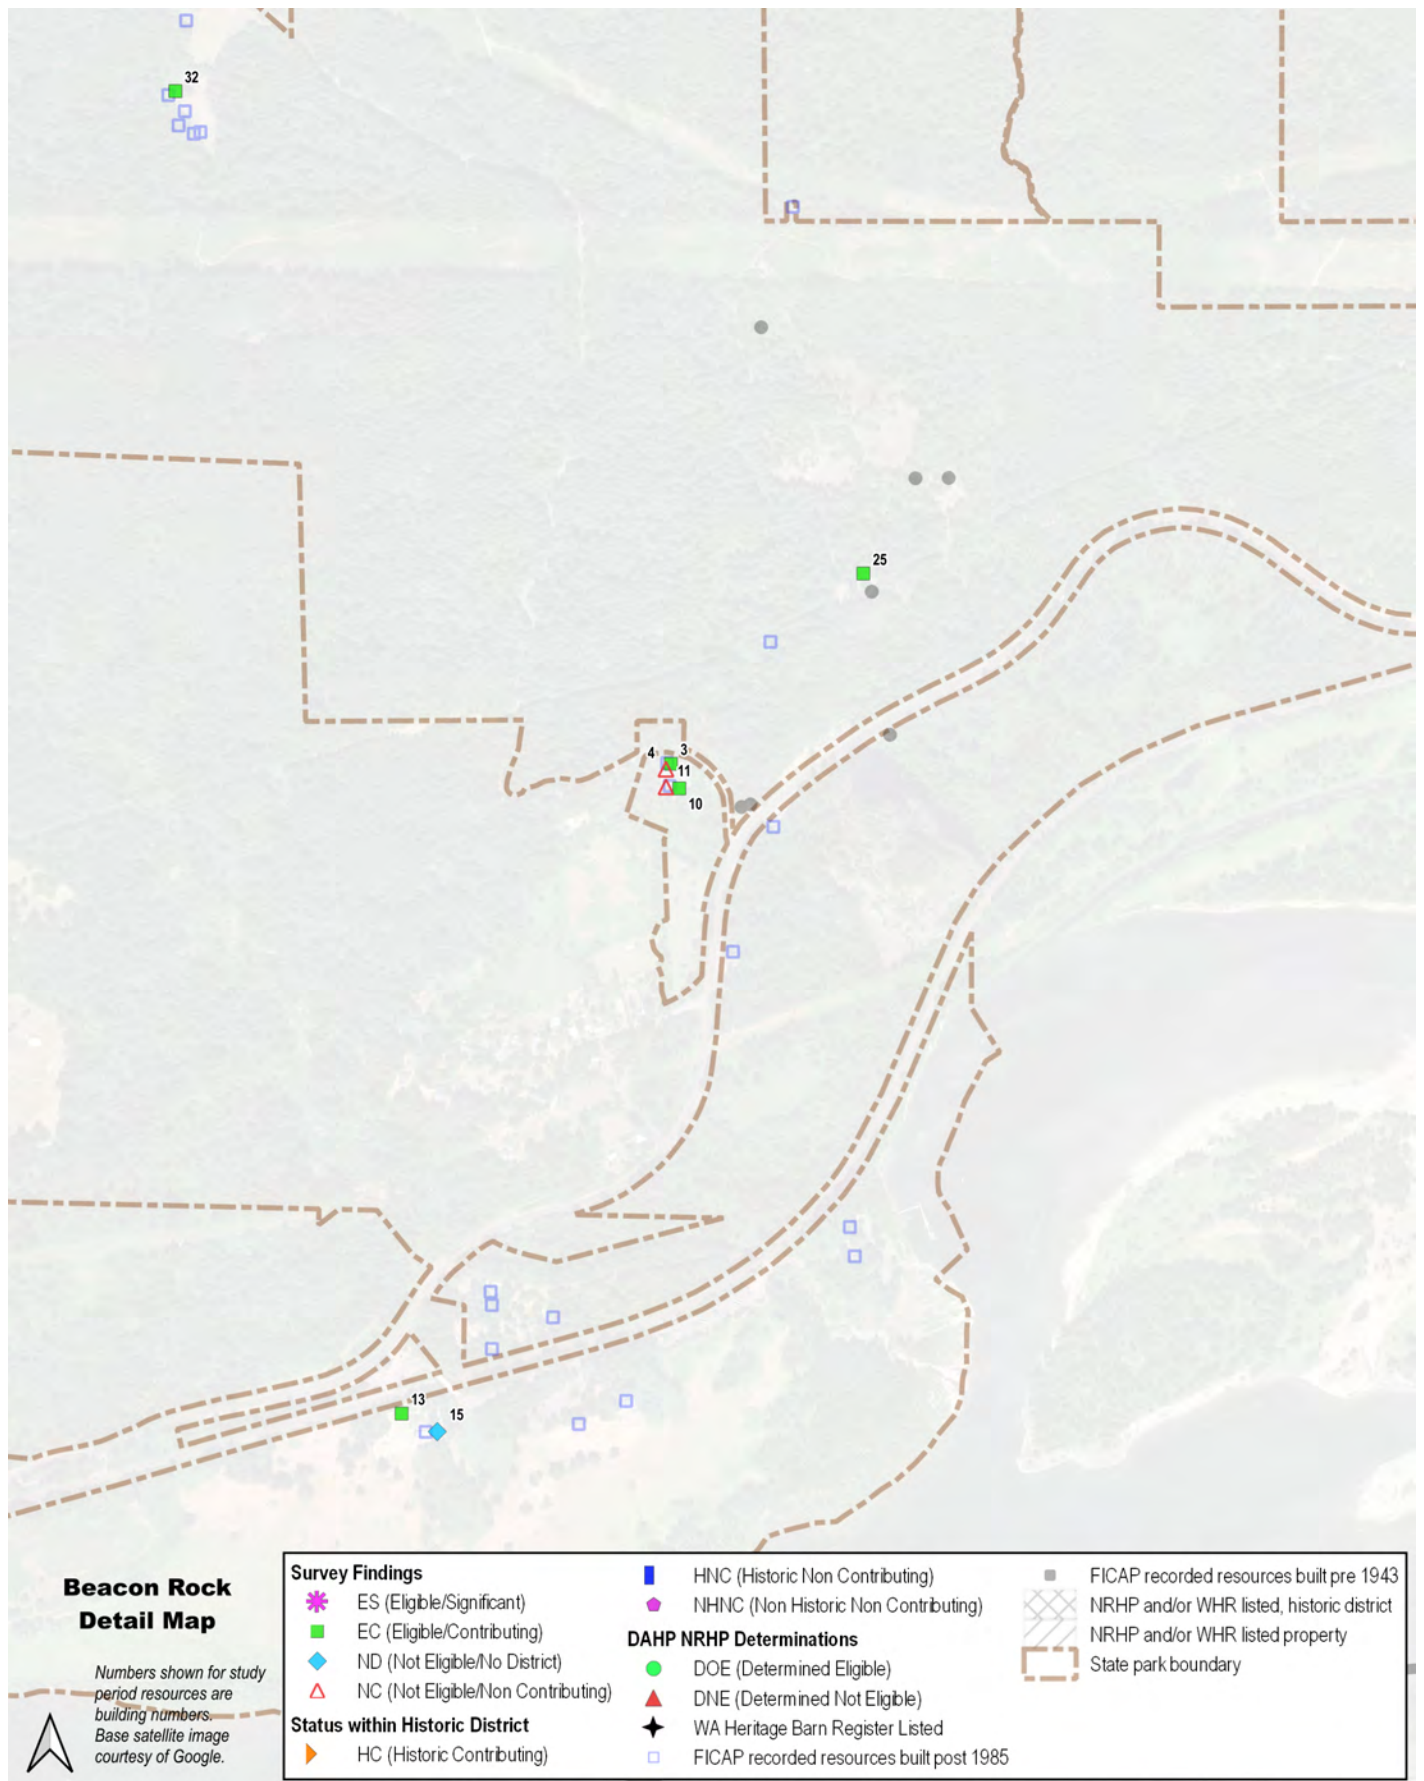 32
25
4
3
11
10
13
15
Beacon Rock
Detail Map
Numbers shown for study
period resources are
building numbers.
Base satellite image
courtesy of Google.
Survey Findings
ES (Eligible/Significant)
EC (Eligible/Contributing)
ND (Not Eligible/No District)
NC (Not Eligible/Non Contributing)
Status within Historic District
HC (Historic Contributing)
HNC (Historic Non Contributing)
NHNC (Non Historic Non Contributing)
DAHP NRHP Determinations
DOE (Determined Eligible)
DNE (Determined Not Eligible)
WA Heritage Barn Register Listed
FICAP recorded resources built post 1985
FICAP recorded resources built pre 1943
NRHP and/or WHR listed, historic district
NRHP and/or WHR listed property
State park boundary